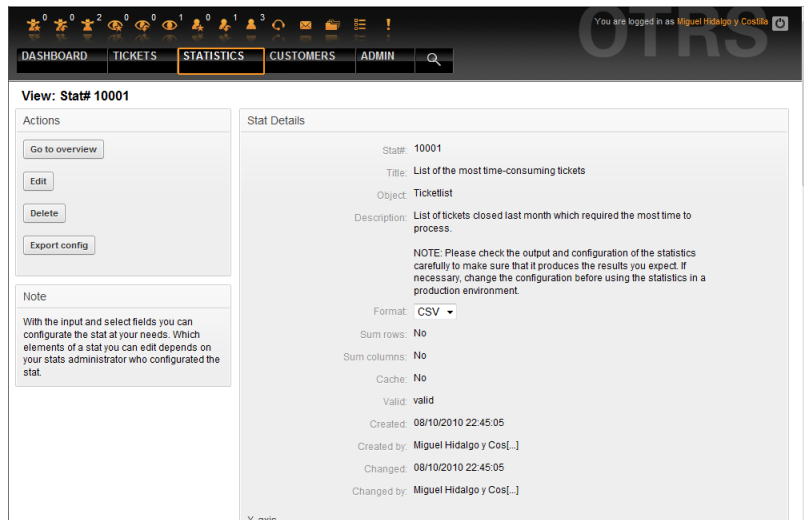 0 0 2 0 0 1 0 1 3
You are logged in as Miguel Hidalgo y Costilla
OTRS
DASHBOARD TICKETS STATISTICS CUSTOMERS ADMIN
View: Stat# 10001
Actions
Go to overview
Edit
Delete
Export config
Note
With the input and select fields you can
configurate the stat at your needs. Which
elements of a stat you can edit depends on
your stats administrator who configurated the
stat.
Stat Details
Stat#: 10001
Title: List of the most time-consuming tickets
Object: Ticketlist
Description: List of tickets closed last month which required the most time to
process.
NOTE: Please check the output and configuration of the statistics
carefully to make sure that it produces the results you expect. If
necessary, change the configuration before using the statistics in a
production environment.
Format: CSV
Sum rows: No
Sum columns: No
Cache: No
Valid: valid
Created: 08/10/2010 22:45:05
Created by: Miguel Hidalgo y Cos[...]
Changed: 08/10/2010 22:45:05
Changed by: Miguel Hidalgo y Cos[...]